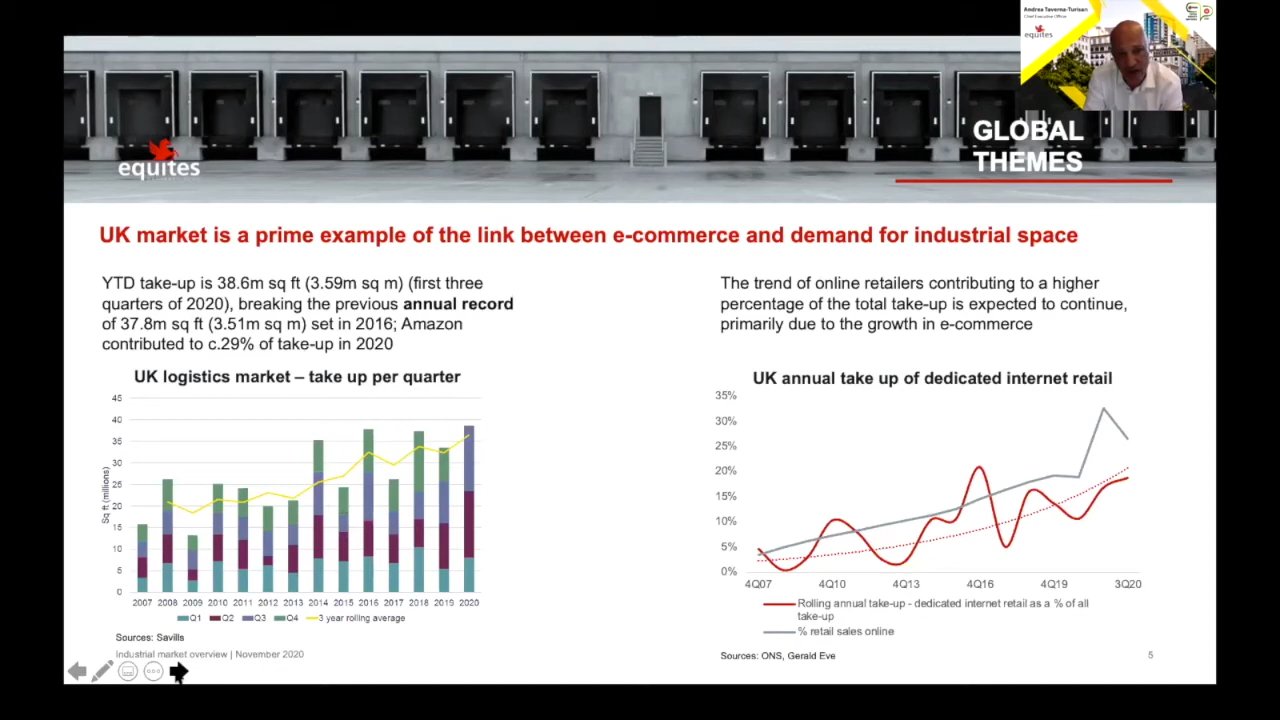 Andrea Taverna-Turisan
Chief Executive Officer
equites
equites
GLOBAL
THEMES
UK market is a prime example of the link between e-commerce and demand for industrial space
YTD take-up is 38.6m sq ft (3.59m sq m) (first three
quarters of 2020), breaking the previous annual record
of 37.8m sq ft (3.51m sq m) set in 2016; Amazon
contributed to c.29% of take-up in 2020
The trend of online retailers contributing to a higher
percentage of the total take-up is expected to continue,
primarily due to the growth in e-commerce
UK logistics market – take up per quarter
45
40
35
30
25
20
15
10
5
0
Sq ft (millions)
2007 2008 2009 2010 2011 2012 2013 2014 2015 2016 2017 2018 2019 2020
Q1 Q2 Q3 Q4 3 year rolling average
Sources: Savills
UK annual take up of dedicated internet retail
35%
30%
25%
20%
15%
10%
5%
0%
4Q07 4Q10 4Q13 4Q16 4Q19 3Q20
Rolling annual take-up - dedicated internet retail as a % of all
take-up
% retail sales online
Sources: ONS, Gerald Eve
Industrial market overview | November 2020
5